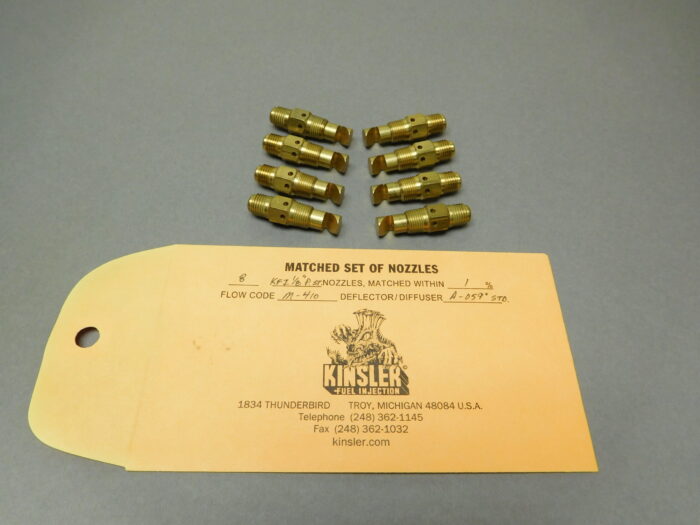 MATCHED SET OF NOZZLES
8 KFI 1/8" P. ST. NOZZLES, MATCHED WITHIN 1 %
FLOW CODE M-410 DEFLECTOR/DIFFUSER A-059" STD.
KINSLER®
FUEL INJECTION
1834 THUNDERBIRD TROY, MICHIGAN 48084 U.S.A.
Telephone (248) 362-1145
Fax (248) 362-1032
kinsler.com